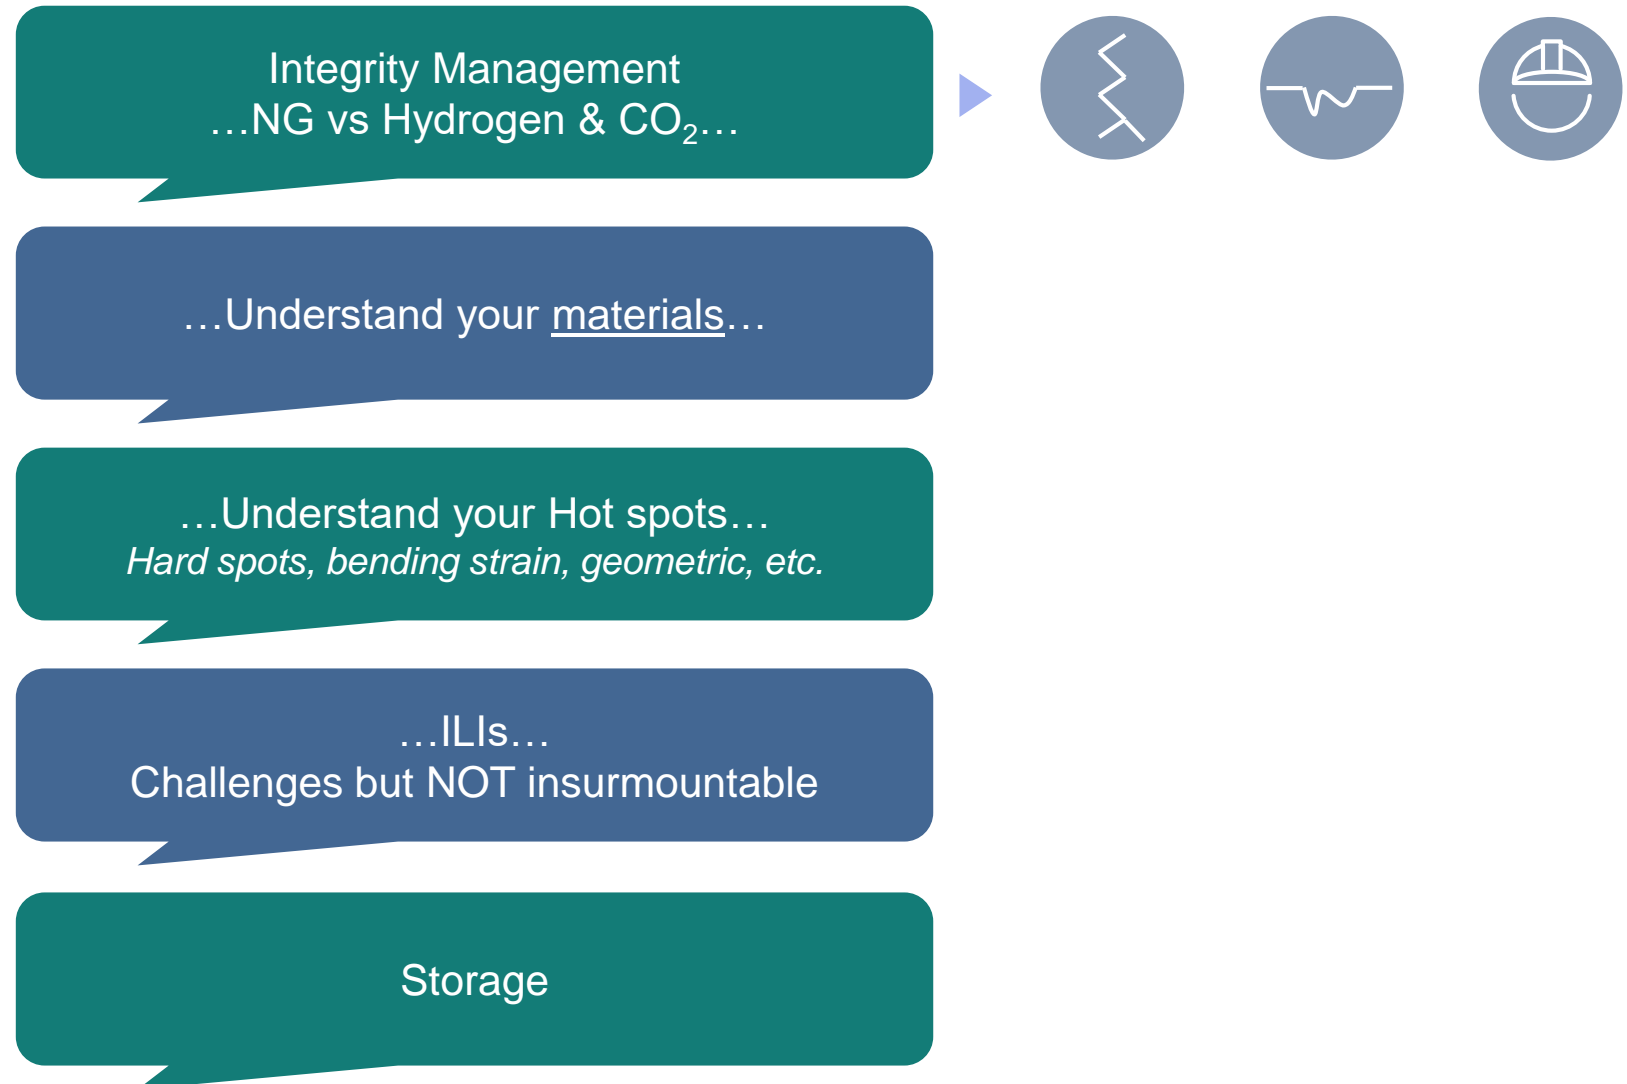 Integrity Management
…NG vs Hydrogen & CO₂…
…Understand your materials…
…Understand your Hot spots…
Hard spots, bending strain, geometric, etc.
…ILIs…
Challenges but NOT insurmountable
Storage